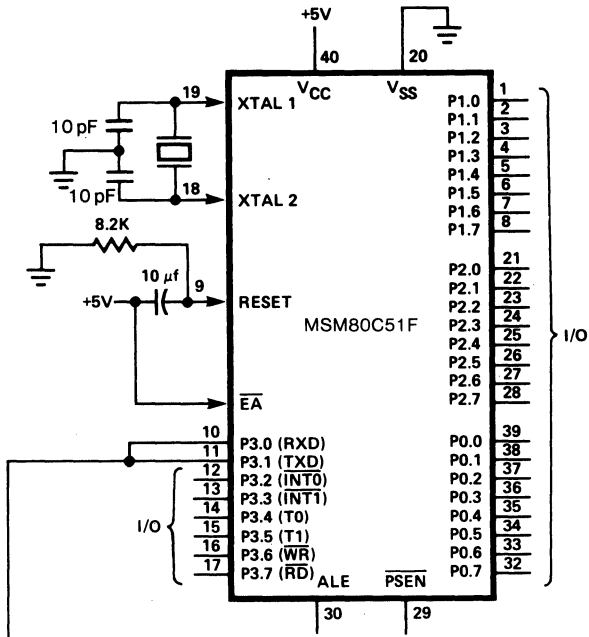 +5V
40 20
VCC VSS
19 XTAL 1
10 pF
10 pF
18 XTAL 2
8.2K
10 µf
9
+5V RESET
MSM80C51F
EA
10 P3.0 (RXD)
11 P3.1 (TXD)
12 P3.2 (INT0)
13 P3.3 (INT1)
14 P3.4 (T0)
15 P3.5 (T1)
16 P3.6 (WR)
17 P3.7 (RD)
I/O
ALE PSEN
30 29
P1.0 1
P1.1 2
P1.2 3
P1.3 4
P1.4 5
P1.5 6
P1.6 7
P1.7 8
P2.0 21
P2.1 22
P2.2 23
P2.3 24
P2.4 25
P2.5 26
P2.6 27
P2.7 28
P0.0 39
P0.1 38
P0.2 37
P0.3 36
P0.4 35
P0.5 34
P0.6 33
P0.7 32
I/O